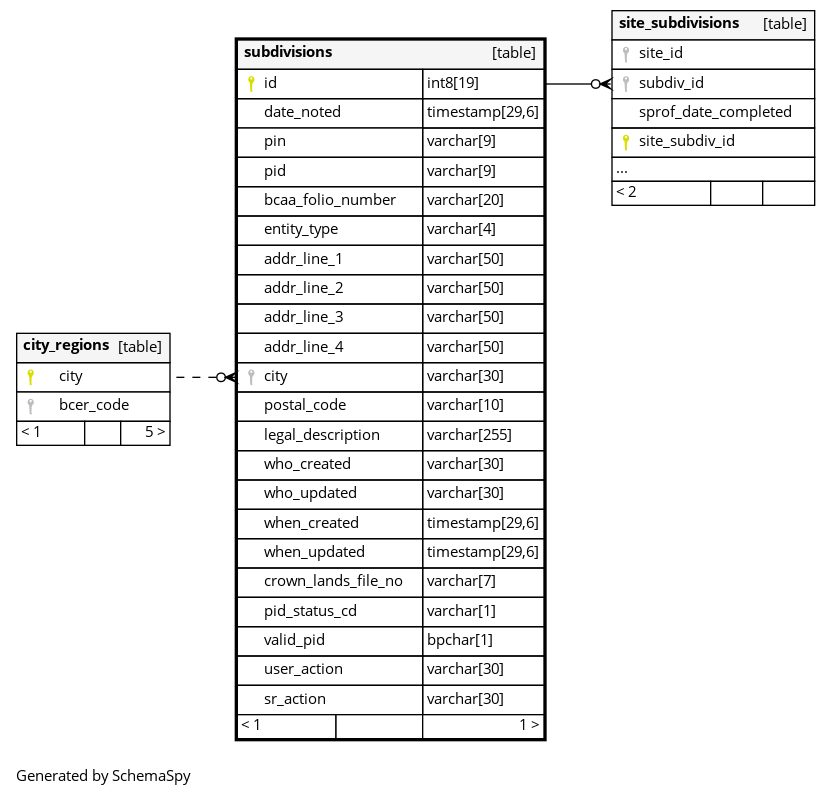 site_subdivisions [table]
site_id
subdiv_id
sprof_date_completed
site_subdiv_id
...
< 2
subdivisions [table]
id int8[19]
date_noted timestamp[29,6]
pin varchar[9]
pid varchar[9]
bcaa_folio_number varchar[20]
entity_type varchar[4]
addr_line_1 varchar[50]
addr_line_2 varchar[50]
addr_line_3 varchar[50]
addr_line_4 varchar[50]
city varchar[30]
postal_code varchar[10]
legal_description varchar[255]
who_created varchar[30]
who_updated varchar[30]
when_created timestamp[29,6]
when_updated timestamp[29,6]
crown_lands_file_no varchar[7]
pid_status_cd varchar[1]
valid_pid bpchar[1]
user_action varchar[30]
sr_action varchar[30]
< 1 1 >
city_regions [table]
city
bcer_code
< 1 5 >
Generated by SchemaSpy